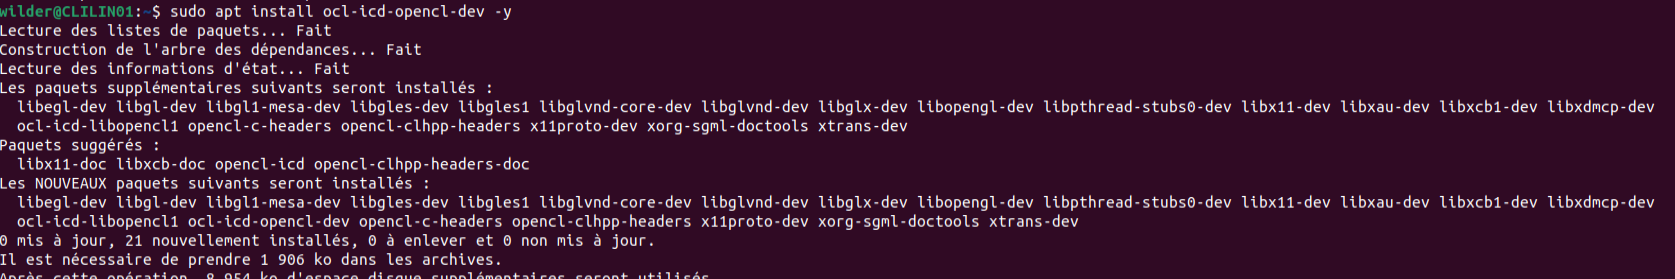 wilder@CLILIN01:~$ sudo apt install ocl-icd-opencl-dev -y
Lecture des listes de paquets... Fait
Construction de l'arbre des dépendances... Fait
Lecture des informations d'état... Fait
Les paquets supplémentaires suivants seront installés :
  libegl-dev libgl-dev libgl1-mesa-dev libgles-dev libgles1 libglvnd-core-dev libglvnd-dev libglx-dev libopengl-dev libpthread-stubs0-dev libx11-dev libxau-dev libxcb1-dev libxdmcp-dev
  ocl-icd-libopencl1 opencl-c-headers opencl-clhpp-headers x11proto-dev xorg-sgml-doctools xtrans-dev
Paquets suggérés :
  libx11-doc libxcb-doc opencl-icd opencl-clhpp-headers-doc
Les NOUVEAUX paquets suivants seront installés :
  libegl-dev libgl-dev libgl1-mesa-dev libgles-dev libgles1 libglvnd-core-dev libglvnd-dev libglx-dev libopengl-dev libpthread-stubs0-dev libx11-dev libxau-dev libxcb1-dev libxdmcp-dev
  ocl-icd-libopencl1 ocl-icd-opencl-dev opencl-c-headers opencl-clhpp-headers x11proto-dev xorg-sgml-doctools xtrans-dev
0 mis à jour, 21 nouvellement installés, 0 à enlever et 0 non mis à jour.
Il est nécessaire de prendre 1 906 ko dans les archives.
Après cette opération, 8 954 ko d'espace disque supplémentaires seront utilisés.